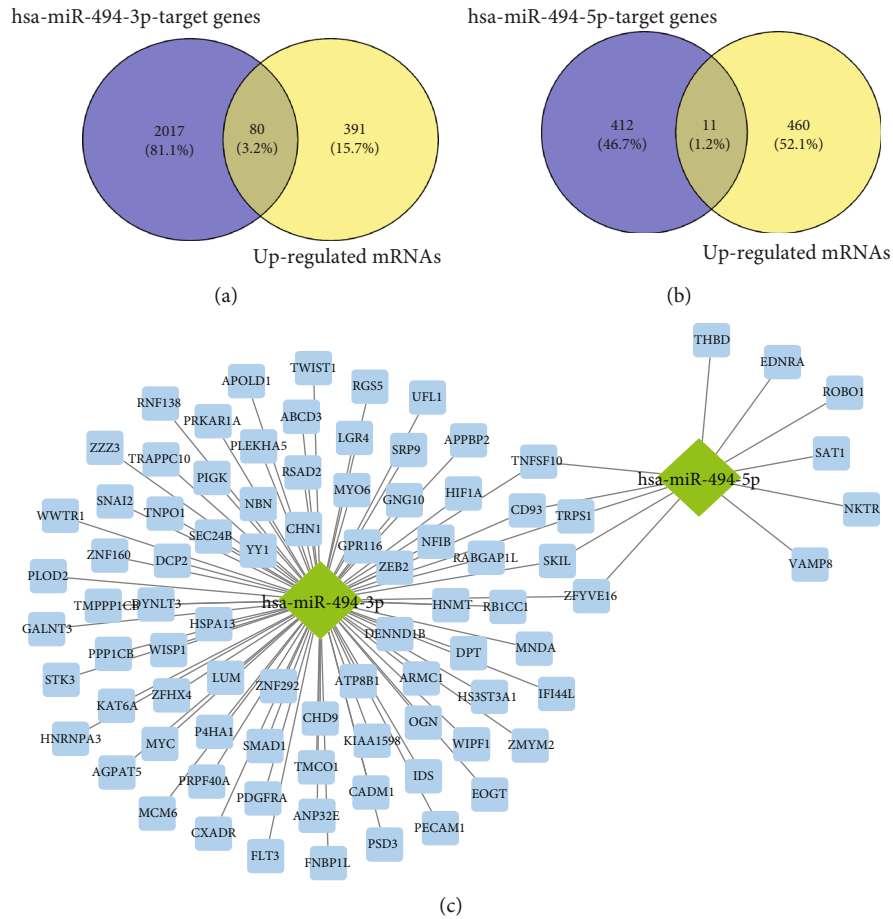 hsa-miR-494-3p-target genes
hsa-miR-494-5p-target genes
2017
(81.1%)
80
(3.2%)
391
(15.7%)
412
(46.7%)
11
(1.2%)
460
(52.1%)
Up-regulated mRNAs
Up-regulated mRNAs
(a)
(b)
THBD
EDNRA
ROBO1
SAT1
NKTR
VAMP8
hsa-miR-494-5p
TWIST1
APOLD1
RGS5
UFL1
RNF138
PRKAR1A
ABCD3
LGR4
APPBP2
ZZZ3
PLEKHA5
SRP9
TNFSF10
TRAPPC10
PIGK
RSAD2
MYO6
GNG10
HIF1A
SNAI2
NBN
CD93
TRPS1
WWTR1
TNPO1
SEC24B
CHN1
NFIB
ZNF160
DCP2
YY1
GPR116
ZEB2
RABGAP1L
SKIL
PLOD2
ZFYVE16
TMPPP1CB
DYNLT3
hsa-miR-494-3p
HNMT
RB1CC1
GALNT3
HSPA13
DENND1B
MNDA
PPP1CB
WISP1
DPT
STK3
LUM
ZNF292
ATP8B1
ARMC1
HS3ST3A1
IFI44L
KAT6A
ZFHX4
HNRNPA3
MYC
P4HA1
CHD9
OGN
WIPF1
ZMYM2
SMAD1
KIAA1598
AGPAT5
PRPF40A
TMCO1
IDS
EOGT
MCM6
PDGFRA
CADM1
CXADR
ANP32E
PECAM1
FLT3
FNBP1L
PSD3
(c)